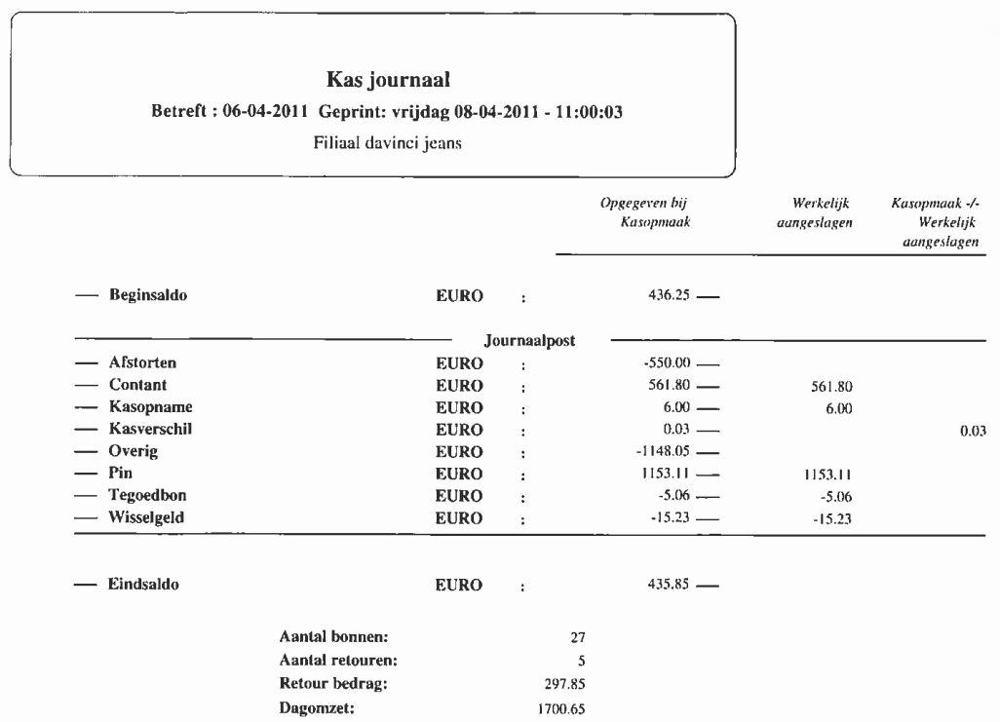 Kas journaal
Betreft : 06-04-2011 Geprint: vrijdag 08-04-2011 - 11:00:03
Filiaal davinci jeans
Opgegeven bij Kasopmaak Werkelijk aangeslagen Kasopmaak -/- Werkelijk aangeslagen
— Beginsaldo EURO : 436.25 —
Journaalpost
— Afstorten EURO : -550.00 —
— Contant EURO : 561.80 — 561.80
— Kasopname EURO : 6.00 — 6.00
— Kasverschil EURO : 0.03 — 0.03
— Overig EURO : -1148.05 —
— Pin EURO : 1153.11 — 1153.11
— Tegoedbon EURO : -5.06 — -5.06
— Wisselgeld EURO : -15.23 — -15.23
— Eindsaldo EURO : 435.85 —
Aantal bonnen: 27
Aantal retouren: 5
Retour bedrag: 297.85
Dagomzet: 1700.65